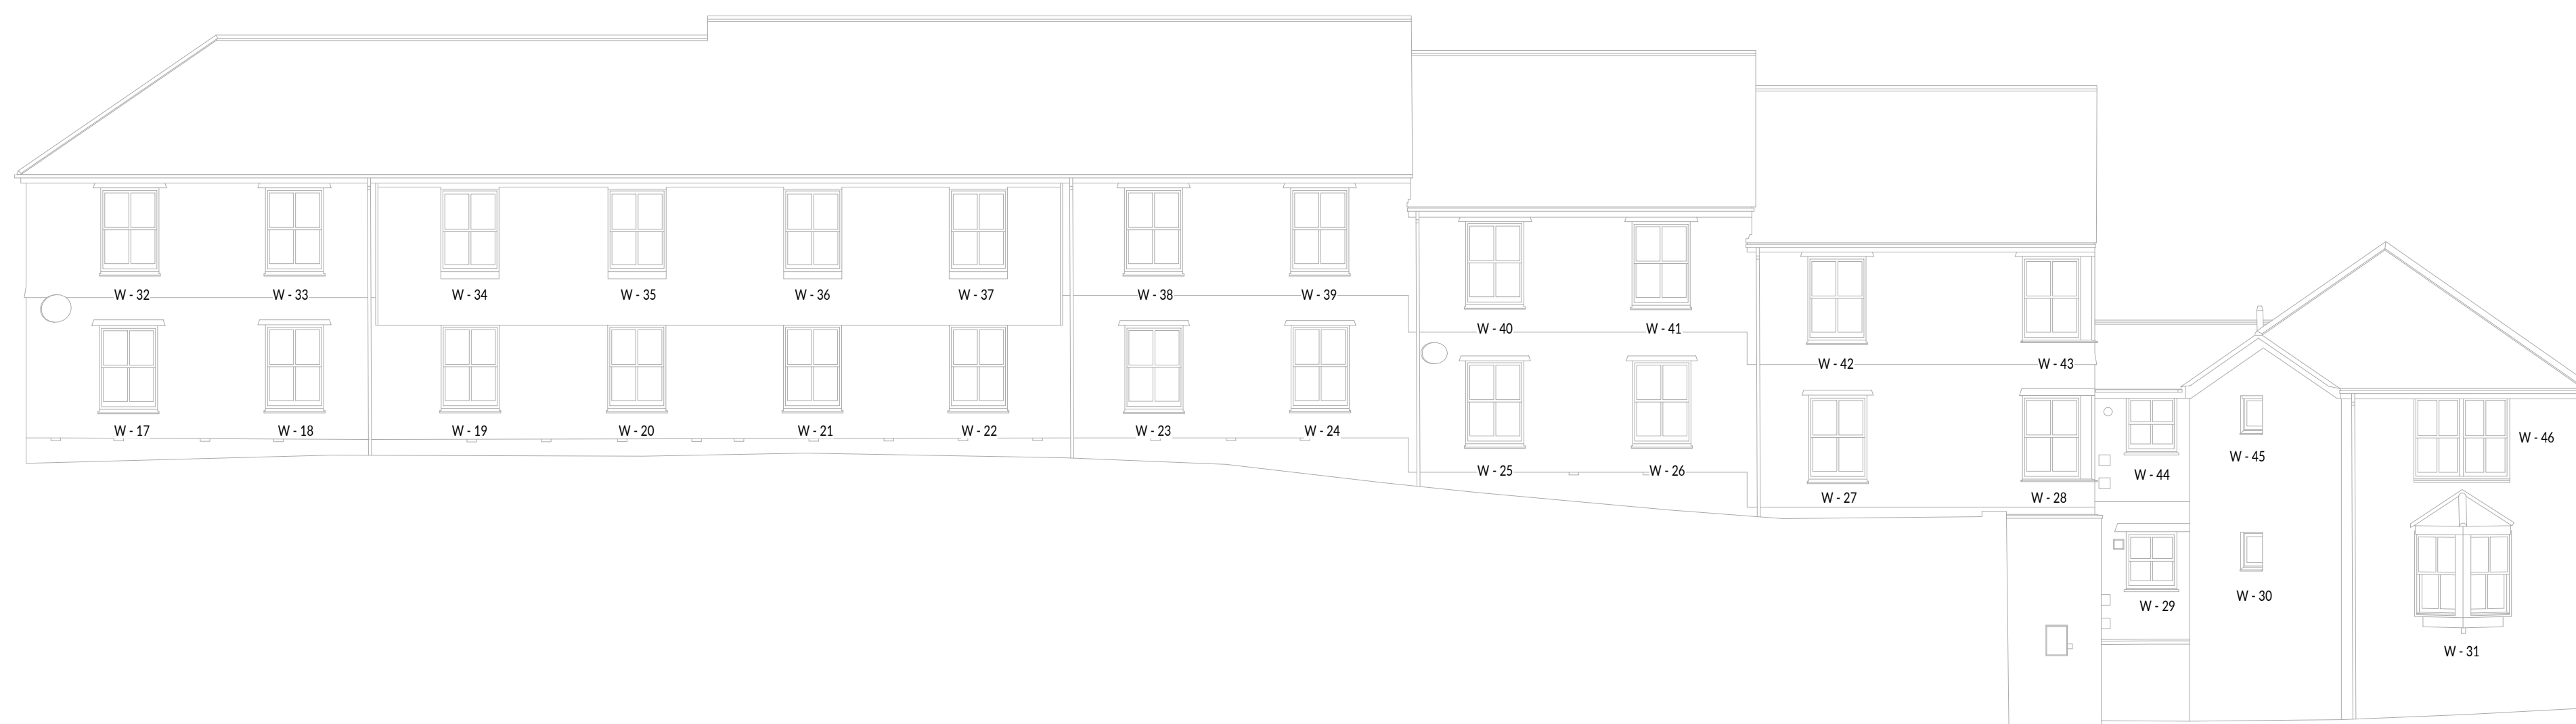 W - 32
W - 33
W - 34
W - 35
W - 36
W - 37
W - 38
W - 39
W - 40
W - 41
W - 42
W - 43
W - 17
W - 18
W - 19
W - 20
W - 21
W - 22
W - 23
W - 24
W - 25
W - 26
W - 27
W - 28
W - 44
W - 45
W - 46
W - 29
W - 30
W - 31